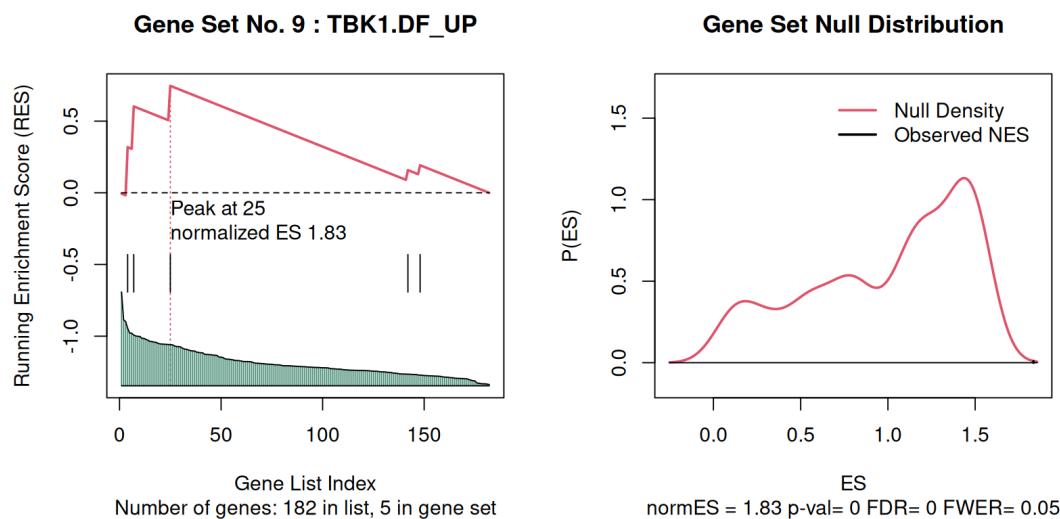 Gene Set No. 9 : TBK1.DF_UP
Running Enrichment Score (RES)
0.5
0.0
-0.5
-1.0
Peak at 25
normalized ES 1.83
0 50 100 150
Gene List Index
Number of genes: 182 in list, 5 in gene set
Gene Set Null Distribution
P(ES)
1.5
1.0
0.5
0.0
Null Density
Observed NES
0.0 0.5 1.0 1.5
ES
normES = 1.83 p-val= 0 FDR= 0 FWER= 0.05